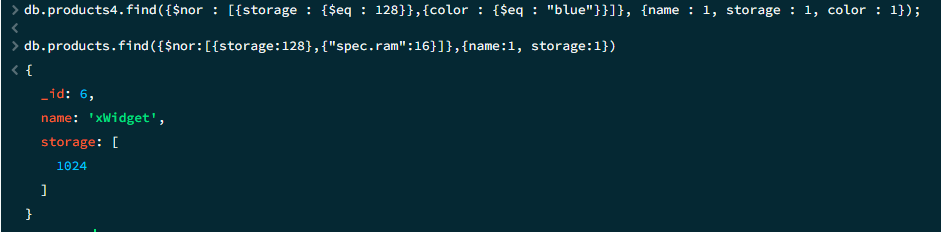 > db.products4.find({$nor : [{storage : {$eq : 128}},{color : {$eq : "blue"}}]}, {name : 1, storage : 1, color : 1});
<
> db.products.find({$nor:[{storage:128},{"spec.ram":16}]},{name:1, storage:1})
< {
_id: 6,
name: 'xWidget',
storage: [
1024
]
}